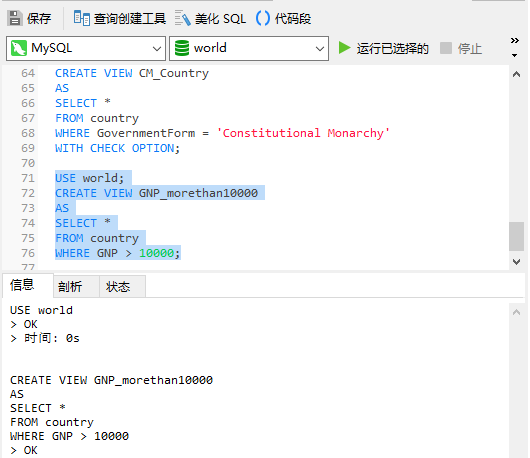 保存 查询创建工具 美化 SQL 代码段
MySQL world 运行已选择的 停止
64 CREATE VIEW CM_Country
65 AS
66 SELECT *
67 FROM country
68 WHERE GovernmentForm = 'Constitutional Monarchy'
69 WITH CHECK OPTION;
70
71 USE world;
72 CREATE VIEW GNP_morethan10000
73 AS
74 SELECT *
75 FROM country
76 WHERE GNP > 10000;
77
信息 剖析 状态
USE world
> OK
> 时间: 0s
CREATE VIEW GNP_morethan10000
AS
SELECT *
FROM country
WHERE GNP > 10000
> OK